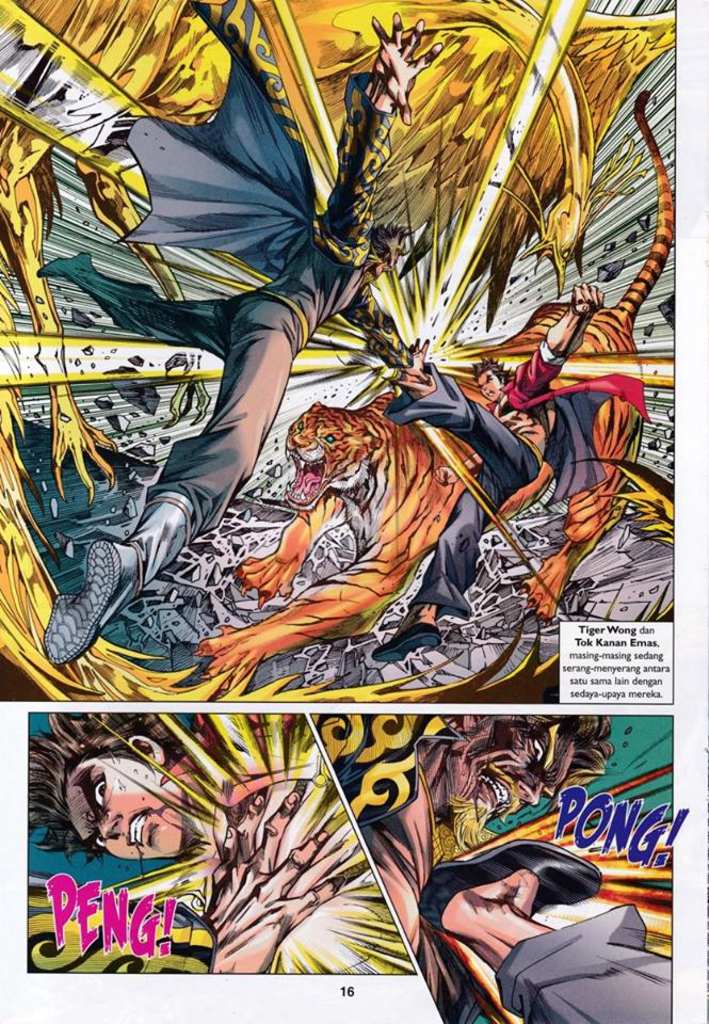 Tiger Wong dan
Tok Kanan Emas,
masing-masing sedang
serang-menyerang antara
satu sama lain dengan
sedaya-upaya mereka.
PENG!
PONG!
16